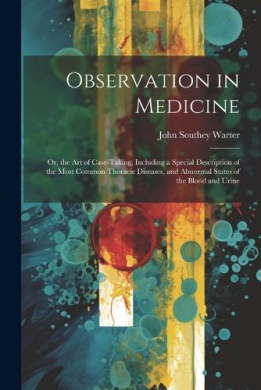 Observation in
Medicine
John Southey Warter
Or, the Art of Case-Taking, Including a Special Description of
the Most Common Thoracic Diseases, and Abnormal States of
the Blood and Urine